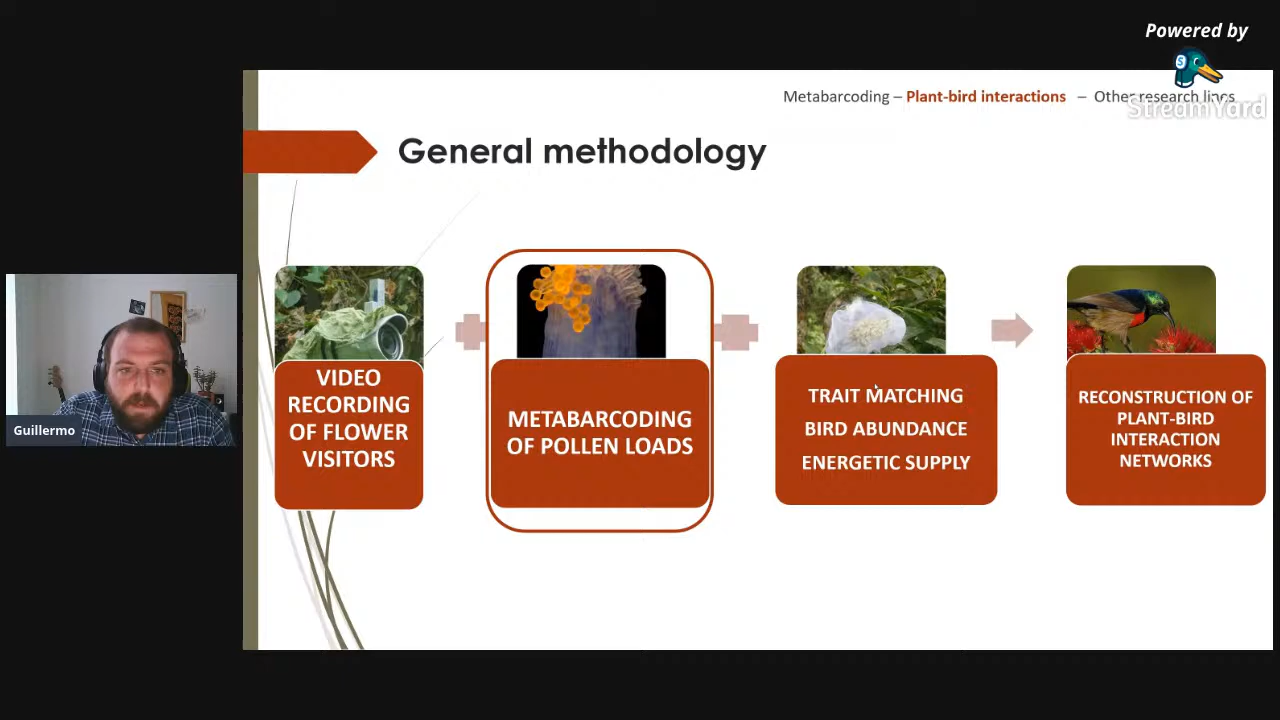 Powered by
StreamYard
Metabarcoding – Plant-bird interactions – Other research lines
General methodology
VIDEO
RECORDING
OF FLOWER
VISITORS
METABARCODING
OF POLLEN LOADS
TRAIT MATCHING
BIRD ABUNDANCE
ENERGETIC SUPPLY
RECONSTRUCTION OF
PLANT-BIRD
INTERACTION
NETWORKS
Guillermo